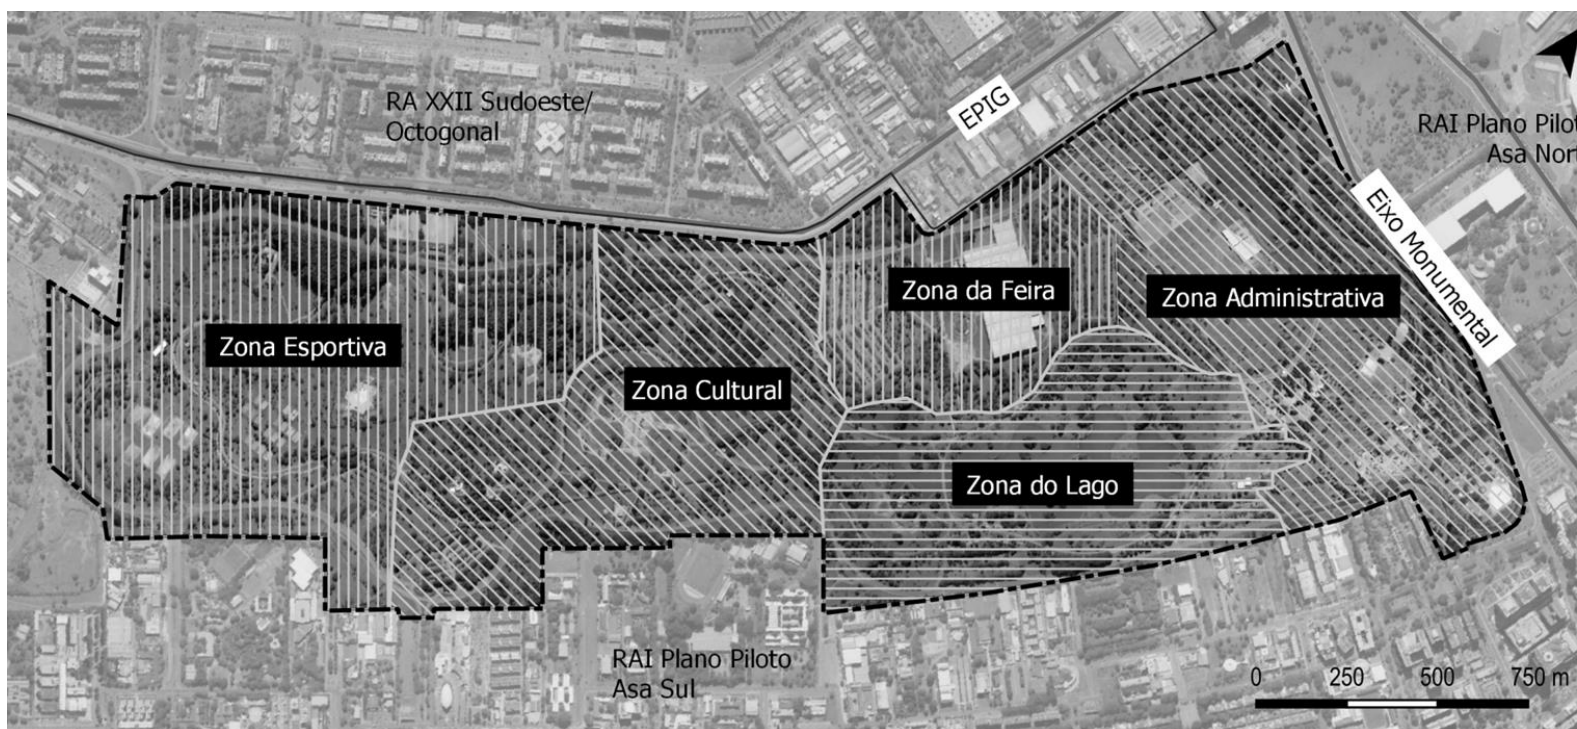 RA XXII Sudoeste/
Octogonal
EPIG
RAI Plano Pilot
Asa Nort
Eixo Monumental
Zona da Feira
Zona Administrativa
Zona Esportiva
Zona Cultural
Zona do Lago
RAI Plano Piloto
Asa Sul
0 250 500 750 m